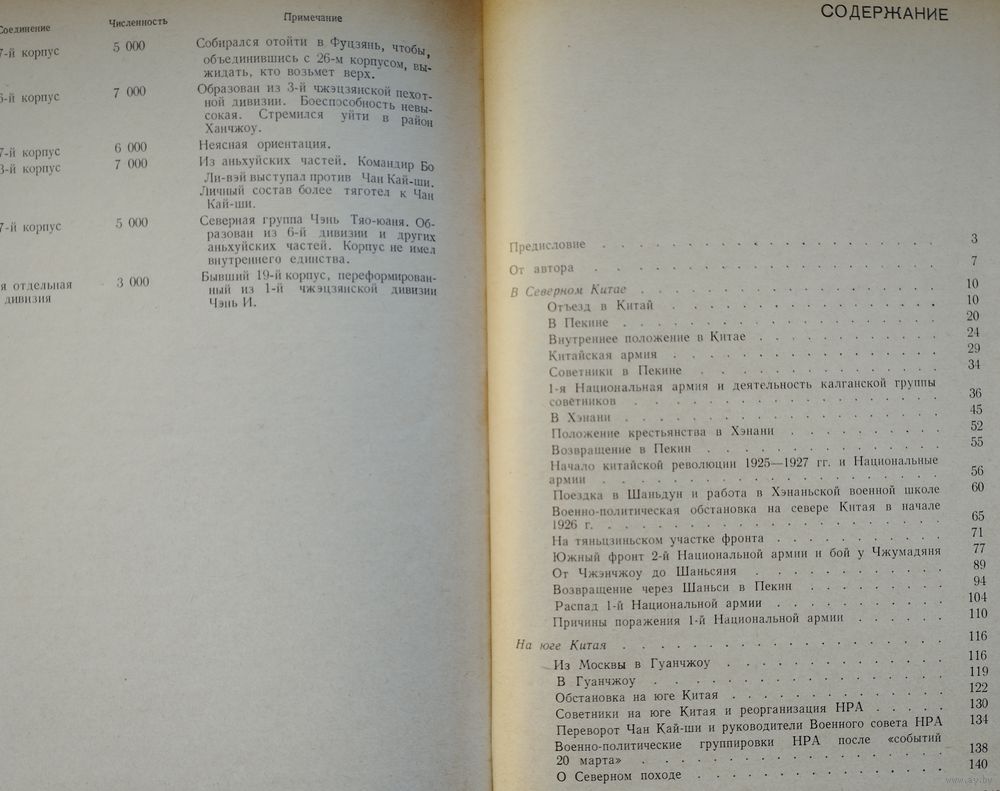 Соединение Численность Примечание
7-й корпус 5 000 Собирался отойти в Фуцзянь, чтобы,
объединившись с 26-м корпусом, вы-
жидать, кто возьмет верх.
6-й корпус 7 000 Образован из 3-й чжэцзянской пехот-
ной дивизии. Боеспособность невы-
сокая. Стремился уйти в район
Ханчжоу.
7-й корпус 6 000 Неясная ориентация.
3-й корпус 7 000 Из аньхуйских частей. Командир Бо
Ли-вэй выступал против Чан Кай-ши.
Личный состав более тяготел к Чан
Кай-ши.
7-й корпус 5 000 Северная группа Чэнь Тяо-юаня. Об-
разован из 6-й дивизии и других
аньхуйских частей. Корпус не имел
внутреннего единства.
я отдельная 3 000 Бывший 19-й корпус, переформирован-
дивизия ный из 1-й чжэцзянской дивизии
Чэнь И.
СОДЕРЖАНИЕ
Предисловие . . . 3
От автора . . . 7
В Северном Китае . . . 10
Отъезд в Китай . . . 10
В Пекине . . . 20
Внутреннее положение в Китае . . . 24
Китайская армия . . . 29
Советники в Пекине . . . 34
1-я Национальная армия и деятельность калганской группы
советников . . . 36
В Хэнани . . . 45
Положение крестьянства в Хэнани . . . 52
Возвращение в Пекин . . . 55
Начало китайской революции 1925—1927 гг. и Национальные
армии . . . 56
Поездка в Шаньдун и работа в Хэнаньской военной школе 60
Военно-политическая обстановка на севере Китая в начале
1926 г. . . . 65
На тяньцзиньском участке фронта . . . 71
Южный фронт 2-й Национальной армии и бой у Чжумадяня 77
От Чжэнчжоу до Шаньсяня . . . 89
Возвращение через Шаньси в Пекин . . . 94
Распад 1-й Национальной армии . . . 104
Причины поражения 1-й Национальной армии . . . 110
На юге Китая . . . 116
Из Москвы в Гуанчжоу . . . 116
В Гуанчжоу . . . 119
Обстановка на юге Китая . . . 122
Советники на юге Китая и реорганизация НРА . . . 130
Переворот Чан Кай-ши и руководители Военного совета НРА 134
Военно-политические группировки НРА после «событий
20 марта» . . . 138
О Северном походе . . . 140
www.ay.by